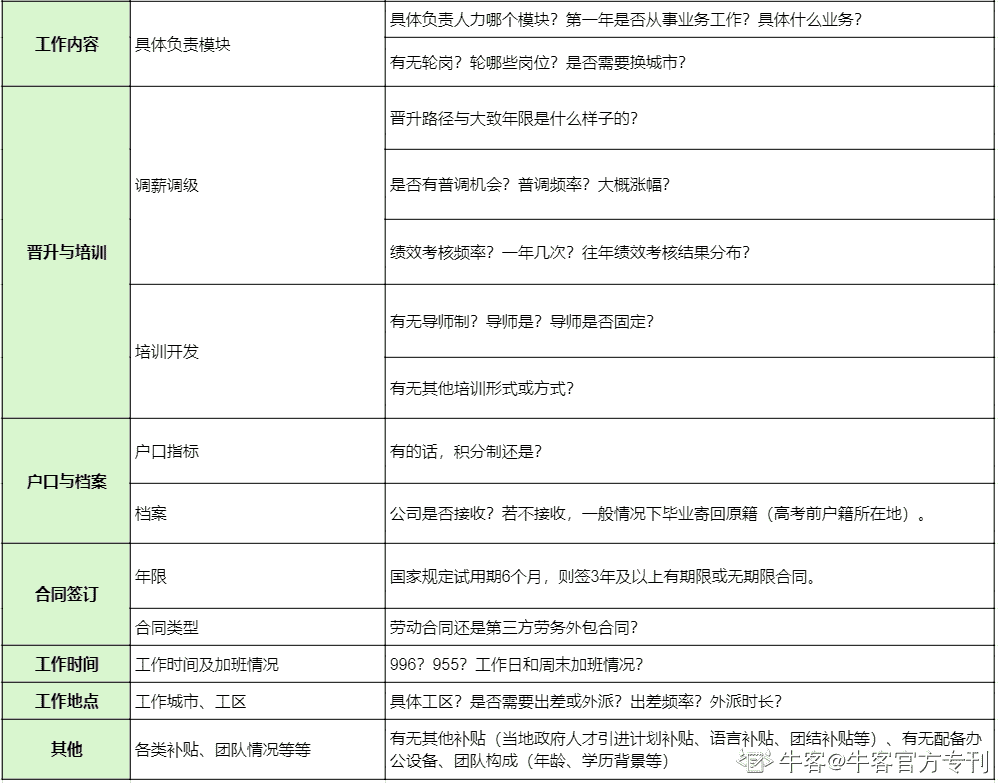 工作内容
具体负责模块
具体负责人力哪个模块？第一年是否从事业务工作？具体什么业务？
有无轮岗？轮哪些岗位？是否需要换城市？
晋升与培训
调薪调级
晋升路径与大致年限是什么样子的？
是否有普调机会？普调频率？大概涨幅？
绩效考核频率？一年几次？往年绩效考核结果分布？
培训开发
有无导师制？导师是？导师是否固定？
有无其他培训形式或方式？
户口与档案
户口指标
有的话，积分制还是？
档案
公司是否接收？若不接收，一般情况下毕业寄回原籍（高考前户籍所在地）。
合同签订
年限
国家规定试用期6个月，则签3年及以上有期限或无期限合同。
合同类型
劳动合同还是第三方劳务外包合同？
工作时间
工作时间及加班情况
996？955？工作日和周末加班情况？
工作地点
工作城市、工区
具体工区？是否需要出差或外派？出差频率？外派时长？
其他
各类补贴、团队情况等等
有无其他补贴（当地政府人才引进计划补贴、语言补贴、团结补贴等）、有无配备办
公设备、团队构成（年龄、学历背景等）
牛客@牛客官方专刊